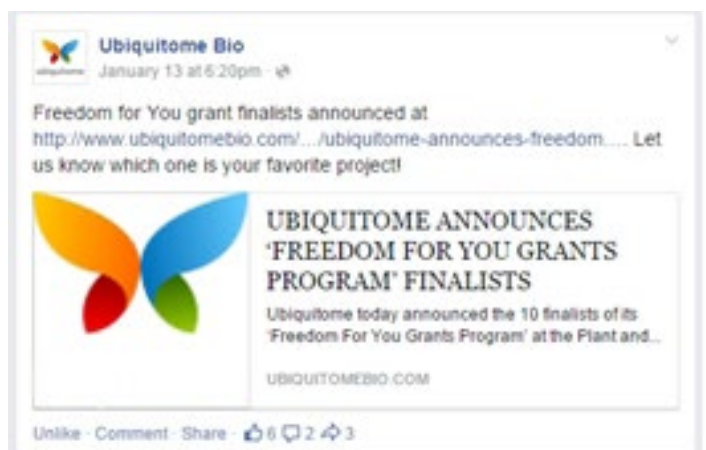 Ubiquitome Bio
January 13 at 6:20pm ·
Freedom for You grant finalists announced at
http://www.ubiquitomebio.com/.../ubiquitome-announces-freedom.... Let
us know which one is your favorite project!
UBIQUITOME ANNOUNCES
'FREEDOM FOR YOU GRANTS
PROGRAM' FINALISTS
Ubiquitome today announced the 10 finalists of its
'Freedom For You Grants Program' at the Plant and...
UBIQUITOMEBIO.COM
Unlike · Comment · Share · 6 2 3